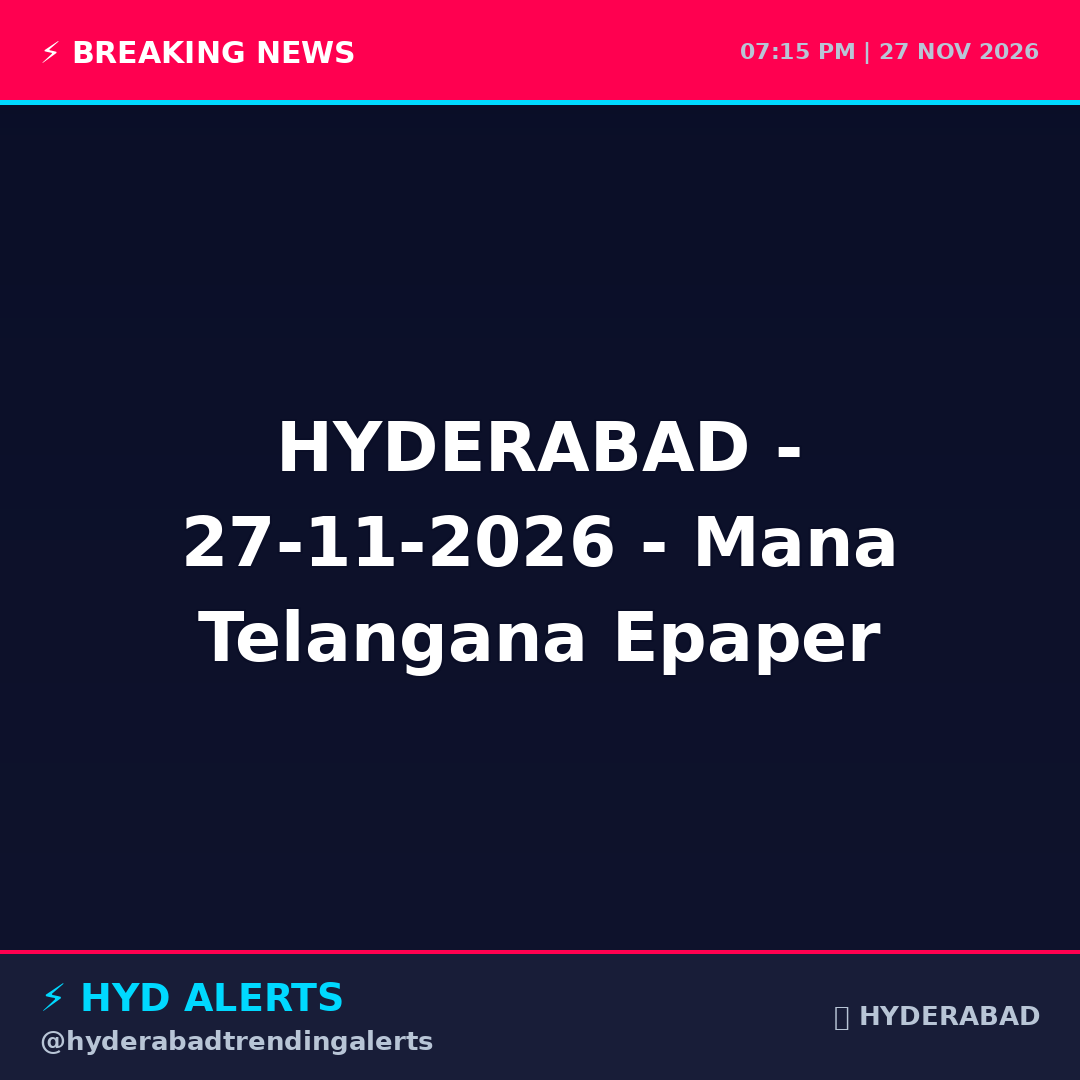 ⚡ BREAKING NEWS
07:15 PM | 27 NOV 2026
HYDERABAD -
27-11-2026 - Mana
Telangana Epaper
⚡ HYD ALERTS
@hyderabadtrendingalerts
HYDERABAD